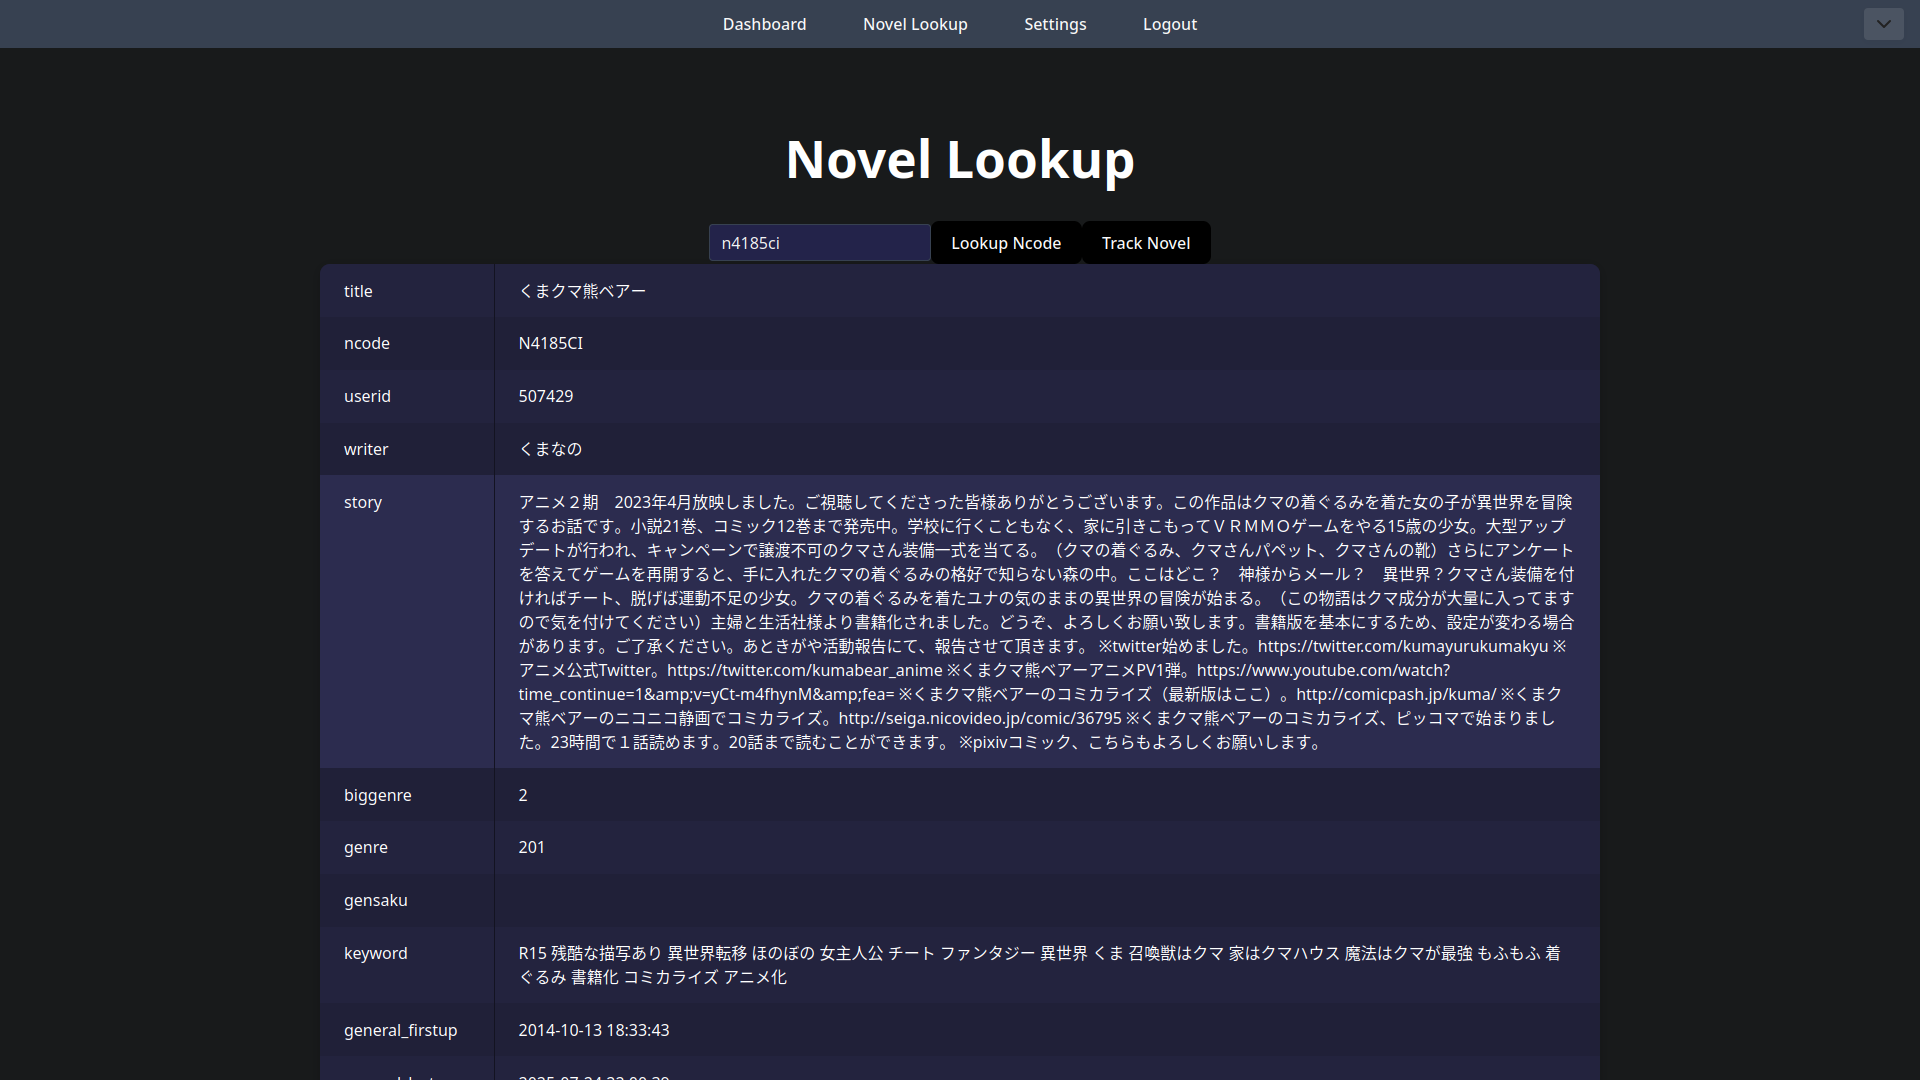 Dashboard Novel Lookup Settings Logout
Novel Lookup
n4185ci Lookup Ncode Track Novel
title くまクマ熊ベアー
ncode N4185CI
userid 507429
writer くまなの
story アニメ２期　2023年4月放映しました。ご視聴してくださった皆様ありがとうございます。この作品はクマの着ぐるみを着た女の子が異世界を冒険
するお話です。小説21巻、コミック12巻まで発売中。学校に行くこともなく、家に引きこもってＶＲＭＭＯゲームをやる15歳の少女。大型アップ
デートが行われ、キャンペーンで譲渡不可のクマさん装備一式を当てる。（クマの着ぐるみ、クマさんパペット、クマさんの靴）さらにアンケート
を答えてゲームを再開すると、手に入れたクマの着ぐるみの格好で知らない森の中。ここはどこ？　神様からメール？　異世界？クマさん装備を付
ければチート、脱げば運動不足の少女。クマの着ぐるみを着たユナの気のままの異世界の冒険が始まる。（この物語はクマ成分が大量に入ってます
ので気を付けてください）主婦と生活社様より書籍化されました。どうぞ、よろしくお願い致します。書籍版を基本にするため、設定が変わる場合
があります。ご了承ください。あときがや活動報告にて、報告させて頂きます。 ※twitter始めました。https://twitter.com/kumayurukumakyu ※
アニメ公式Twitter。https://twitter.com/kumabear_anime ※くまクマ熊ベアーアニメPV1弾。https://www.youtube.com/watch?
time_continue=1&amp;v=yCt-m4fhynM&amp;fea= ※くまクマ熊ベアーのコミカライズ（最新版はここ）。http://comicpash.jp/kuma/ ※くまク
マ熊ベアーのニコニコ静画でコミカライズ。http://seiga.nicovideo.jp/comic/36795 ※くまクマ熊ベアーのコミカライズ、ピッコマで始まりまし
た。23時間で１話読めます。20話まで読むことができます。 ※pixivコミック、こちらもよろしくお願いします。
biggenre 2
genre 201
gensaku
keyword R15 残酷な描写あり 異世界転移 ほのぼの 女主人公 チート ファンタジー 異世界 くま 召喚獣はクマ 家はクマハウス 魔法はクマが最強 もふもふ 着
ぐるみ 書籍化 コミカライズ アニメ化
general_firstup 2014-10-13 18:33:43